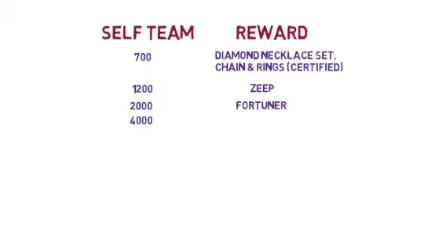 SELF TEAM REWARD
700 DIAMOND NECKLACE SET,
CHAIN & RINGS (CERTIFIED)
1200 ZEEP
2000 FORTUNER
4000